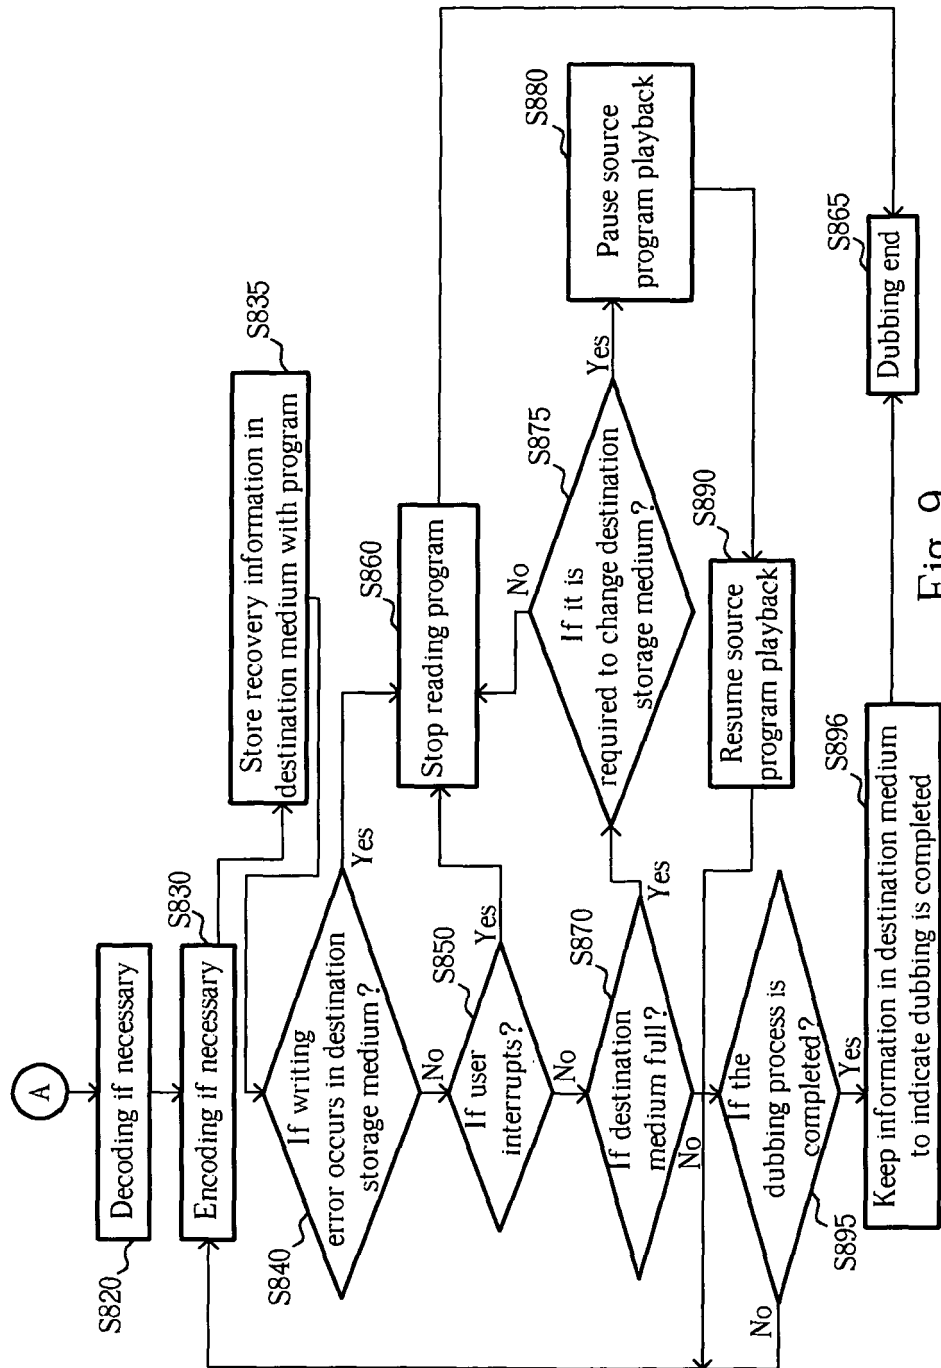 A
Decoding if necessary
S820
Encoding if necessary
S830
Store recovery information in
destination medium with program
S835
If writing
error occurs in destination
storage medium?
S840
Yes
No
If user
interrupts?
S850
Yes
No
Stop reading program
S860
If destination
medium full?
S870
Yes
No
If it is
required to change destination
storage medium?
S875
No
Yes
Pause source
program playback
S880
Resume source
program playback
S890
If the
dubbing process is
completed?
S895
No
Yes
Keep information in destination medium
to indicate dubbing is completed
S896
Dubbing end
S865
Fig. 9